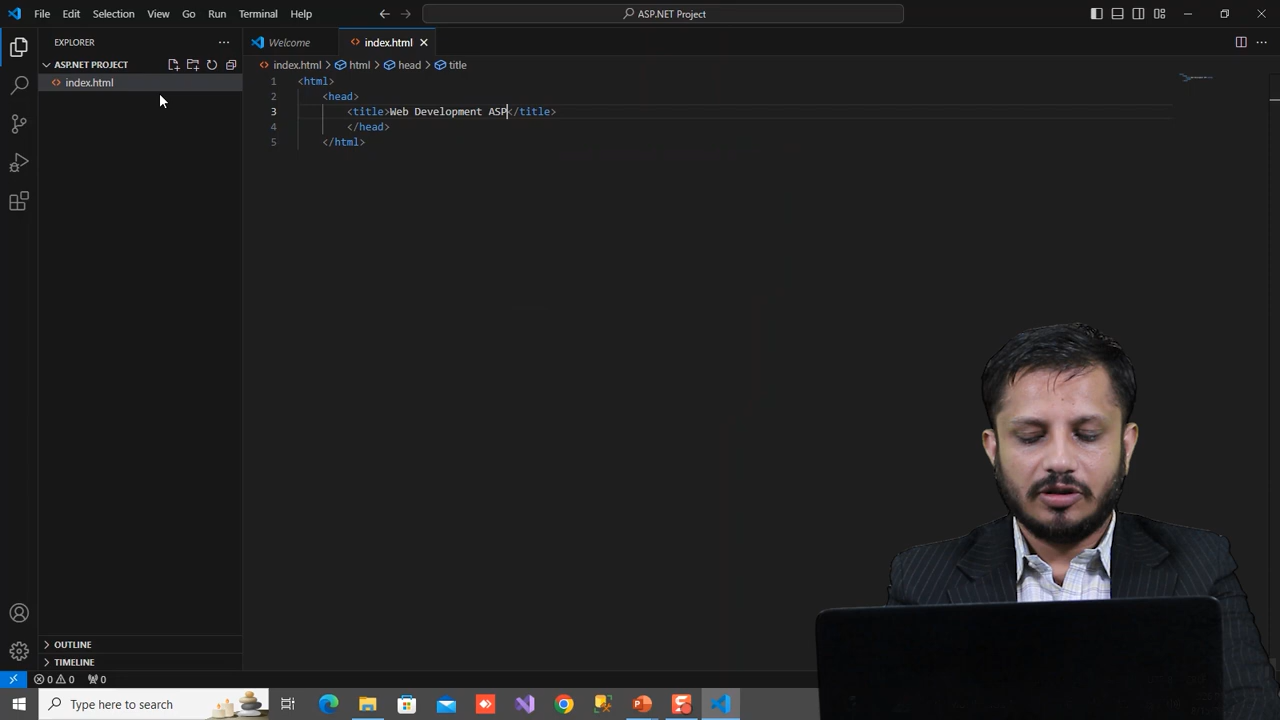 File Edit Selection View Go Run Terminal Help
ASP.NET Project
EXPLORER
Welcome
index.html
ASP.NET PROJECT
index.html
index.html > html > head > title
1 <html>
2 <head>
3 <title>Web Development ASP</title>
4 </head>
5 </html>
OUTLINE
TIMELINE
0 0 0
Type here to search